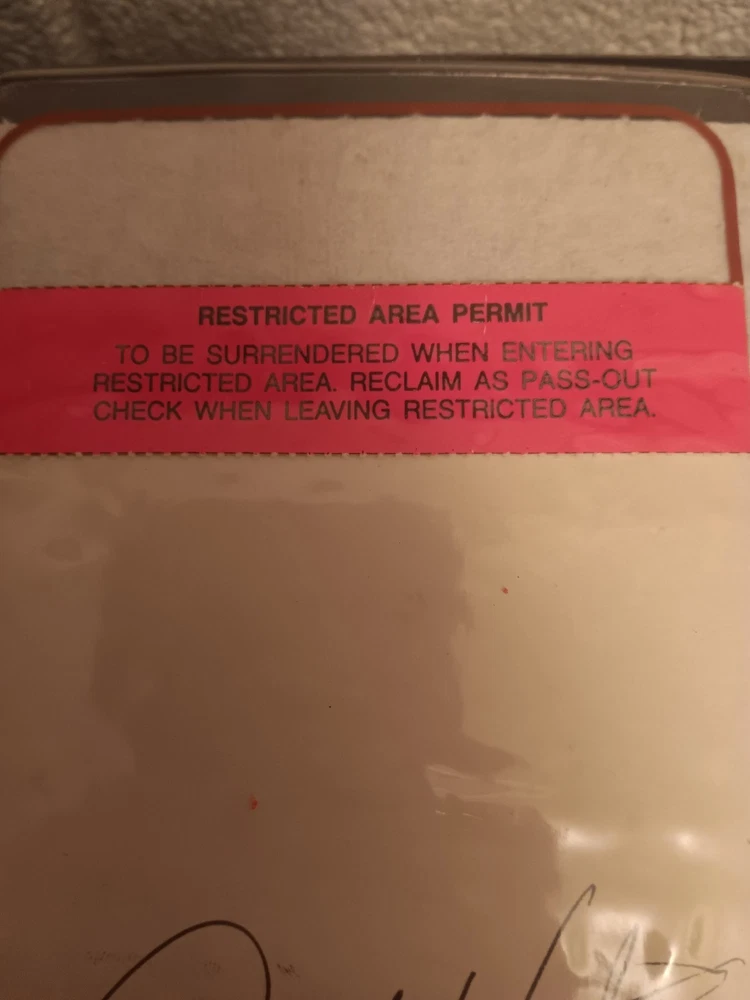 RESTRICTED AREA PERMIT
TO BE SURRENDERED WHEN ENTERING
RESTRICTED AREA. RECLAIM AS PASS-OUT
CHECK WHEN LEAVING RESTRICTED AREA.